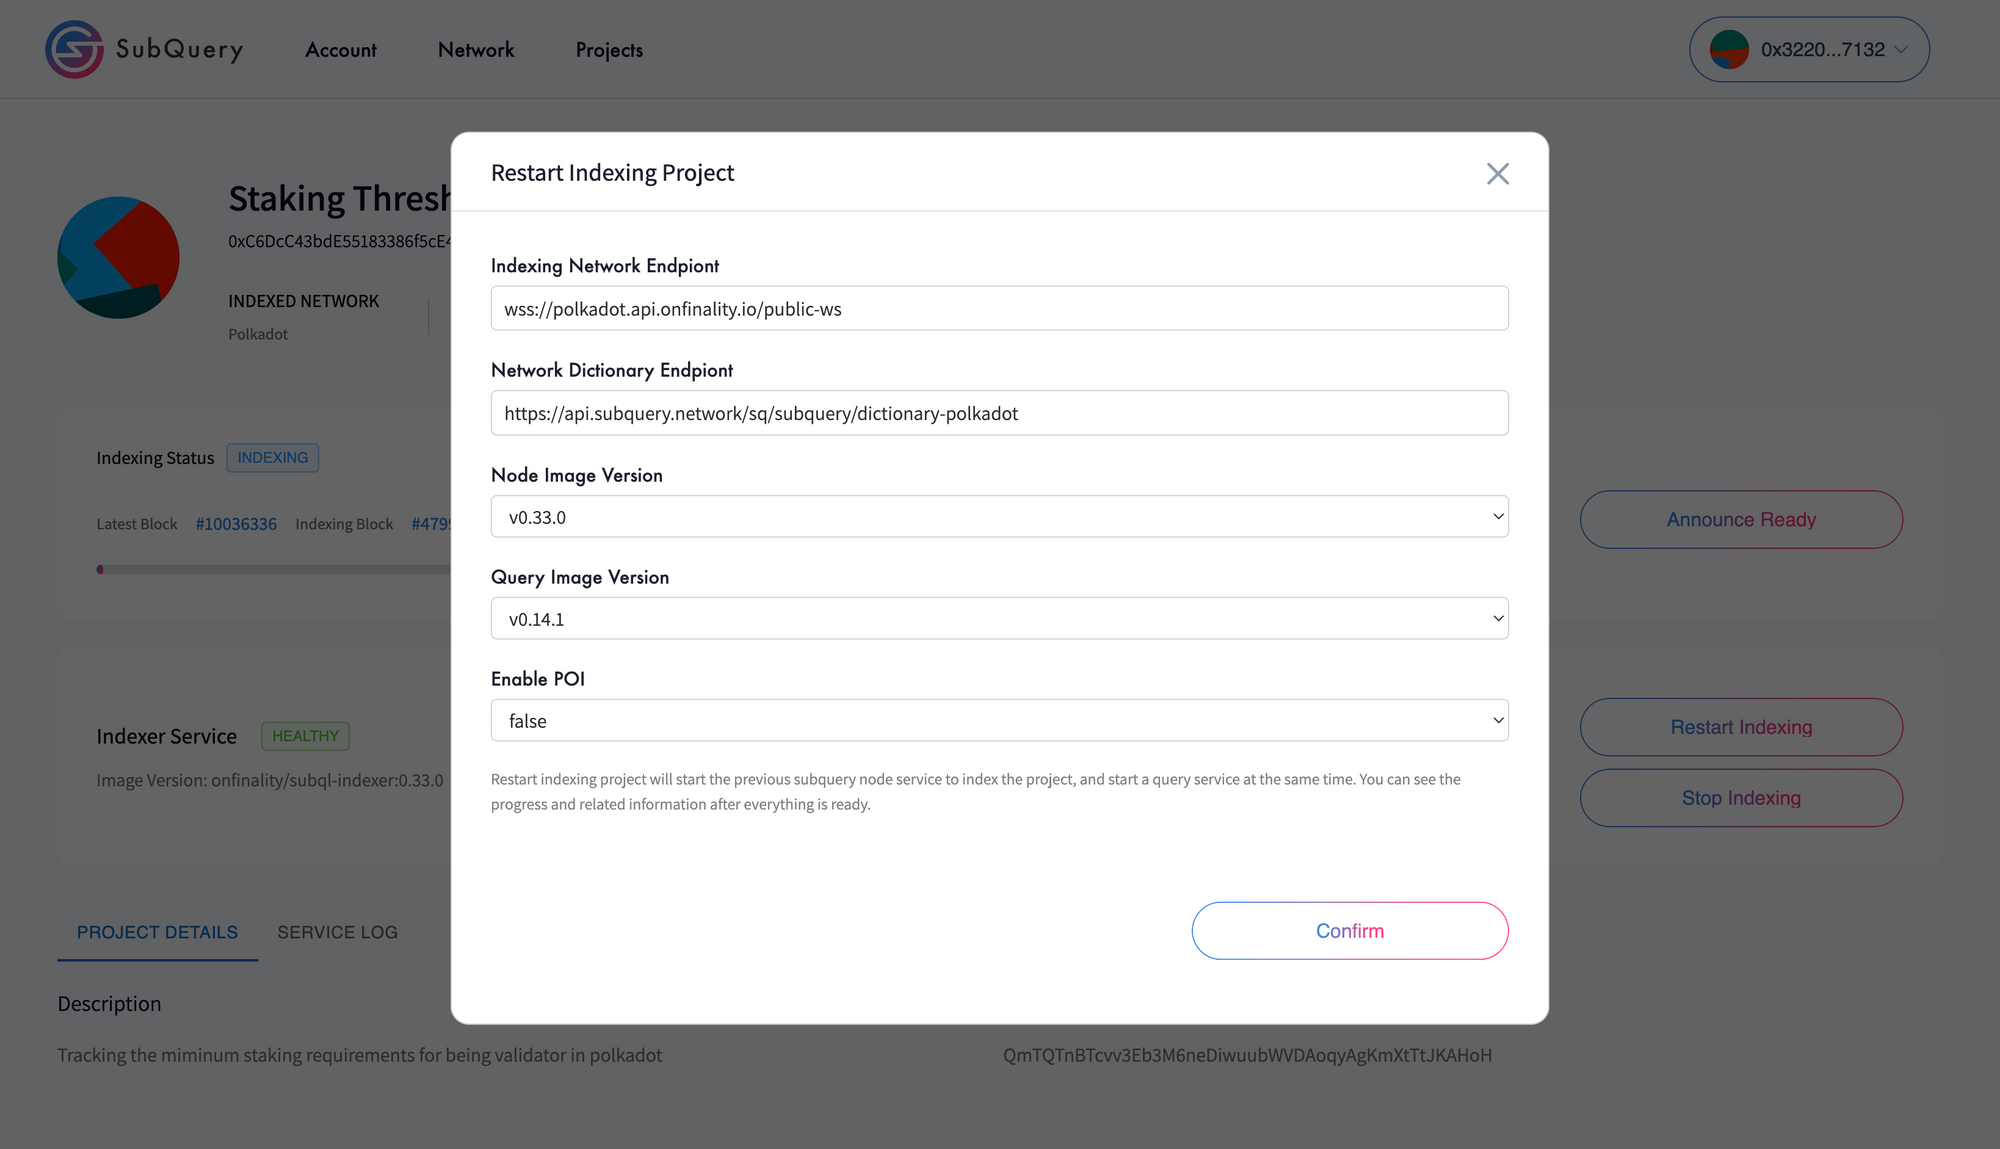 SubQuery
Account
Network
Projects
0x3220...7132
Restart Indexing Project
Staking Thresh
0xC6DcC43bdE55183386f5cE4
INDEXED NETWORK
Polkadot
Indexing Network Endpiont
wss://polkadot.api.onfinality.io/public-ws
Network Dictionary Endpiont
https://api.subquery.network/sq/subquery/dictionary-polkadot
Node Image Version
v0.33.0
Query Image Version
v0.14.1
Enable POI
false
Restart indexing project will start the previous subquery node service to index the project, and start a query service at the same time. You can see the
progress and related information after everything is ready.
Confirm
Indexing Status INDEXING
Latest Block #10036336 Indexing Block #479
Announce Ready
Indexer Service HEALTHY
Image Version: onfinality/subql-indexer:0.33.0
Restart Indexing
Stop Indexing
PROJECT DETAILS
SERVICE LOG
Description
Tracking the miminum staking requirements for being validator in polkadot
QmTQTnBTcvv3Eb3M6neDiwuubWVDAoqyAgKmXtTtJKAHoH